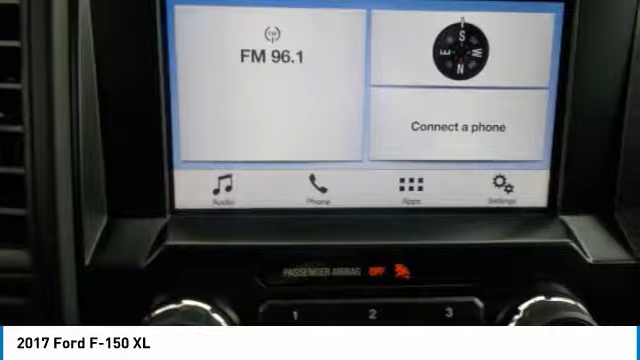 FM
FM 96.1
S
E W
N
Connect a phone
Audio Phone Apps Settings
PASSENGER AIRBAG OFF
1 2 3
2017 Ford F-150 XL